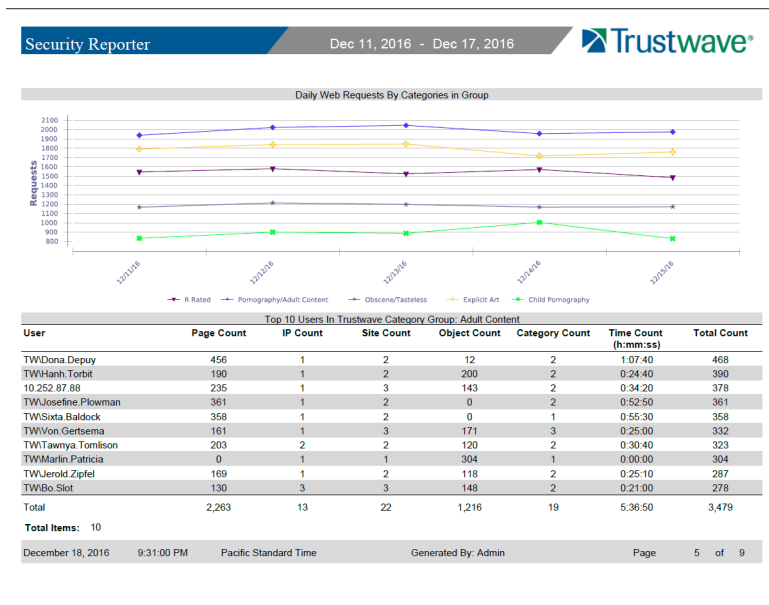 Security Reporter
Dec 11, 2016 - Dec 17, 2016
Trustwave®
Daily Web Requests By Categories in Group
Requests
2100
2000
1900
1800
1700
1600
1500
1400
1300
1200
1100
1000
900
800
12/11/16 12/12/16 12/13/16 12/14/16 12/15/16
R Rated Pornography/Adult Content Obscene/Tasteless Explicit Art Child Pornography
Top 10 Users In Trustwave Category Group: Adult Content
User Page Count IP Count Site Count Object Count Category Count Time Count Total Count
(h:mm:ss)
TW\Dona.Depuy 456 1 2 12 2 1:07:40 468
TW\Hanh.Torbit 190 1 2 200 2 0:24:40 390
10.252.87.88 235 1 3 143 2 0:34:20 378
TW\Josefine.Plowman 361 1 2 0 2 0:52:50 361
TW\Sixta.Baldock 358 1 2 0 1 0:55:30 358
TW\Von.Gertsema 161 1 3 171 3 0:25:00 332
TW\Tawnya.Tomlison 203 2 2 120 2 0:30:40 323
TW\Marlin.Patricia 0 1 1 304 1 0:00:00 304
TW\Jerold.Zipfel 169 1 2 118 2 0:25:10 287
TW\Bo.Slot 130 3 3 148 2 0:21:00 278
Total 2,263 13 22 1,216 19 5:36:50 3,479
Total Items: 10
December 18, 2016 9:31:00 PM Pacific Standard Time Generated By: Admin Page 5 of 9